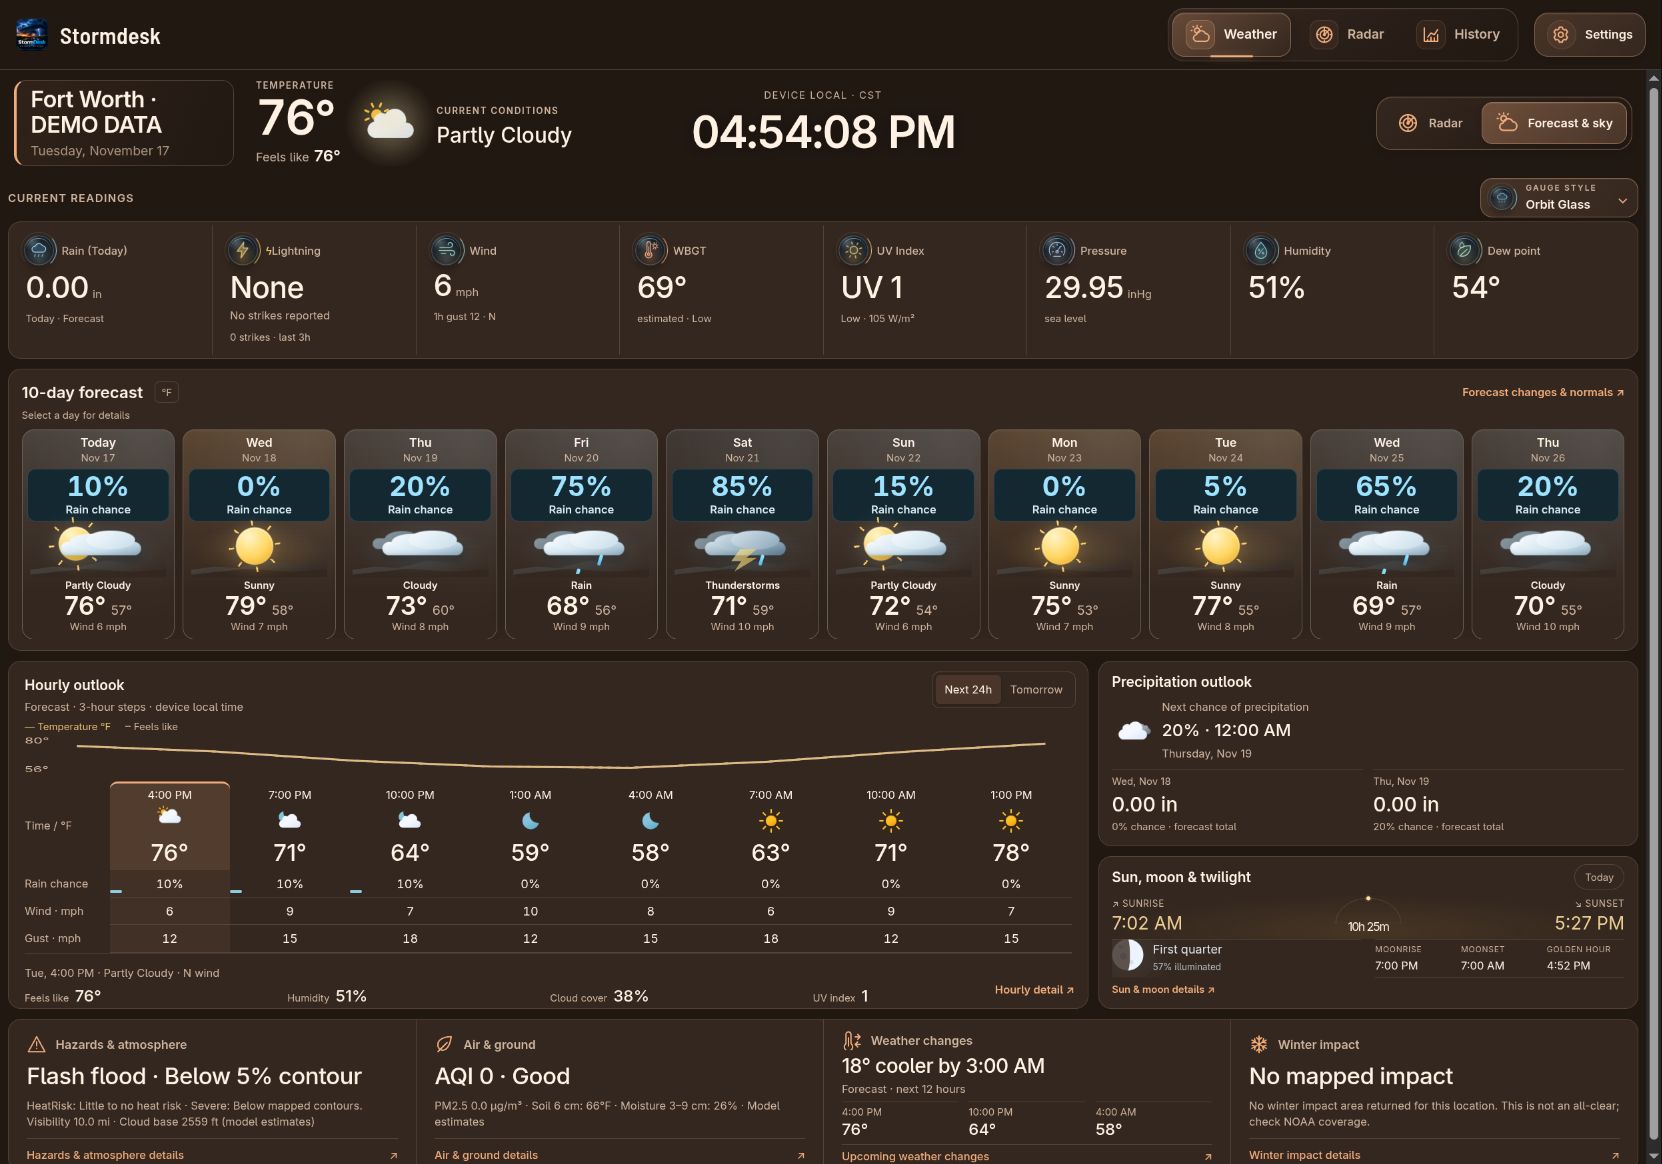 Stormdesk
Weather
Radar
History
Settings
Fort Worth ·
DEMO DATA
Tuesday, November 17
TEMPERATURE
76°
Feels like 76°
CURRENT CONDITIONS
Partly Cloudy
DEVICE LOCAL · CST
04:54:08 PM
Radar
Forecast & sky
CURRENT READINGS
GAUGE STYLE
Orbit Glass
Rain (Today)
0.00 in
Today · Forecast
ϟLightning
None
No strikes reported
0 strikes · last 3h
Wind
6 mph
1h gust 12 · N
WBGT
69°
estimated · Low
UV Index
UV 1
Low · 105 W/m²
Pressure
29.95 inHg
sea level
Humidity
51%
Dew point
54°
10-day forecast °F
Forecast changes & normals ↗
Select a day for details
Today
Nov 17
10%
Rain chance
Partly Cloudy
76° 57°
Wind 6 mph
Wed
Nov 18
0%
Rain chance
Sunny
79° 58°
Wind 7 mph
Thu
Nov 19
20%
Rain chance
Cloudy
73° 60°
Wind 8 mph
Fri
Nov 20
75%
Rain chance
Rain
68° 56°
Wind 9 mph
Sat
Nov 21
85%
Rain chance
Thunderstorms
71° 59°
Wind 10 mph
Sun
Nov 22
15%
Rain chance
Partly Cloudy
72° 54°
Wind 6 mph
Mon
Nov 23
0%
Rain chance
Sunny
75° 53°
Wind 7 mph
Tue
Nov 24
5%
Rain chance
Sunny
77° 55°
Wind 8 mph
Wed
Nov 25
65%
Rain chance
Rain
69° 57°
Wind 9 mph
Thu
Nov 26
20%
Rain chance
Cloudy
70° 55°
Wind 10 mph
Hourly outlook
Next 24h Tomorrow
Forecast · 3-hour steps · device local time
— Temperature °F – Feels like
80°
56°
4:00 PM 7:00 PM 10:00 PM 1:00 AM 4:00 AM 7:00 AM 10:00 AM 1:00 PM
Time / °F
76° 71° 64° 59° 58° 63° 71° 78°
Rain chance 10% 10% 10% 0% 0% 0% 0% 0%
Wind · mph 6 9 7 10 8 6 9 7
Gust · mph 12 15 18 12 15 18 12 15
Tue, 4:00 PM · Partly Cloudy · N wind
Feels like 76° Humidity 51% Cloud cover 38% UV index 1
Hourly detail ↗
Precipitation outlook
Next chance of precipitation
20% · 12:00 AM
Thursday, Nov 19
Wed, Nov 18
0.00 in
0% chance · forecast total
Thu, Nov 19
0.00 in
20% chance · forecast total
Sun, moon & twilight
Today
↗ SUNRISE
7:02 AM
10h 25m
↘ SUNSET
5:27 PM
First quarter
57% illuminated
MOONRISE
7:00 PM
MOONSET
7:00 AM
GOLDEN HOUR
4:52 PM
Sun & moon details ↗
Hazards & atmosphere
Flash flood · Below 5% contour
HeatRisk: Little to no heat risk · Severe: Below mapped contours.
Visibility 10.0 mi · Cloud base 2559 ft (model estimates)
Hazards & atmosphere details ↗
Air & ground
AQI 0 · Good
PM2.5 0.0 µg/m³ · Soil 6 cm: 66°F · Moisture 3–9 cm: 26% · Model
estimates
Air & ground details ↗
Weather changes
18° cooler by 3:00 AM
Forecast · next 12 hours
4:00 PM 10:00 PM 4:00 AM
76° 64° 58°
Upcoming weather changes ↗
Winter impact
No mapped impact
No winter impact area returned for this location. This is not an all-clear;
check NOAA coverage.
Winter impact details ↗